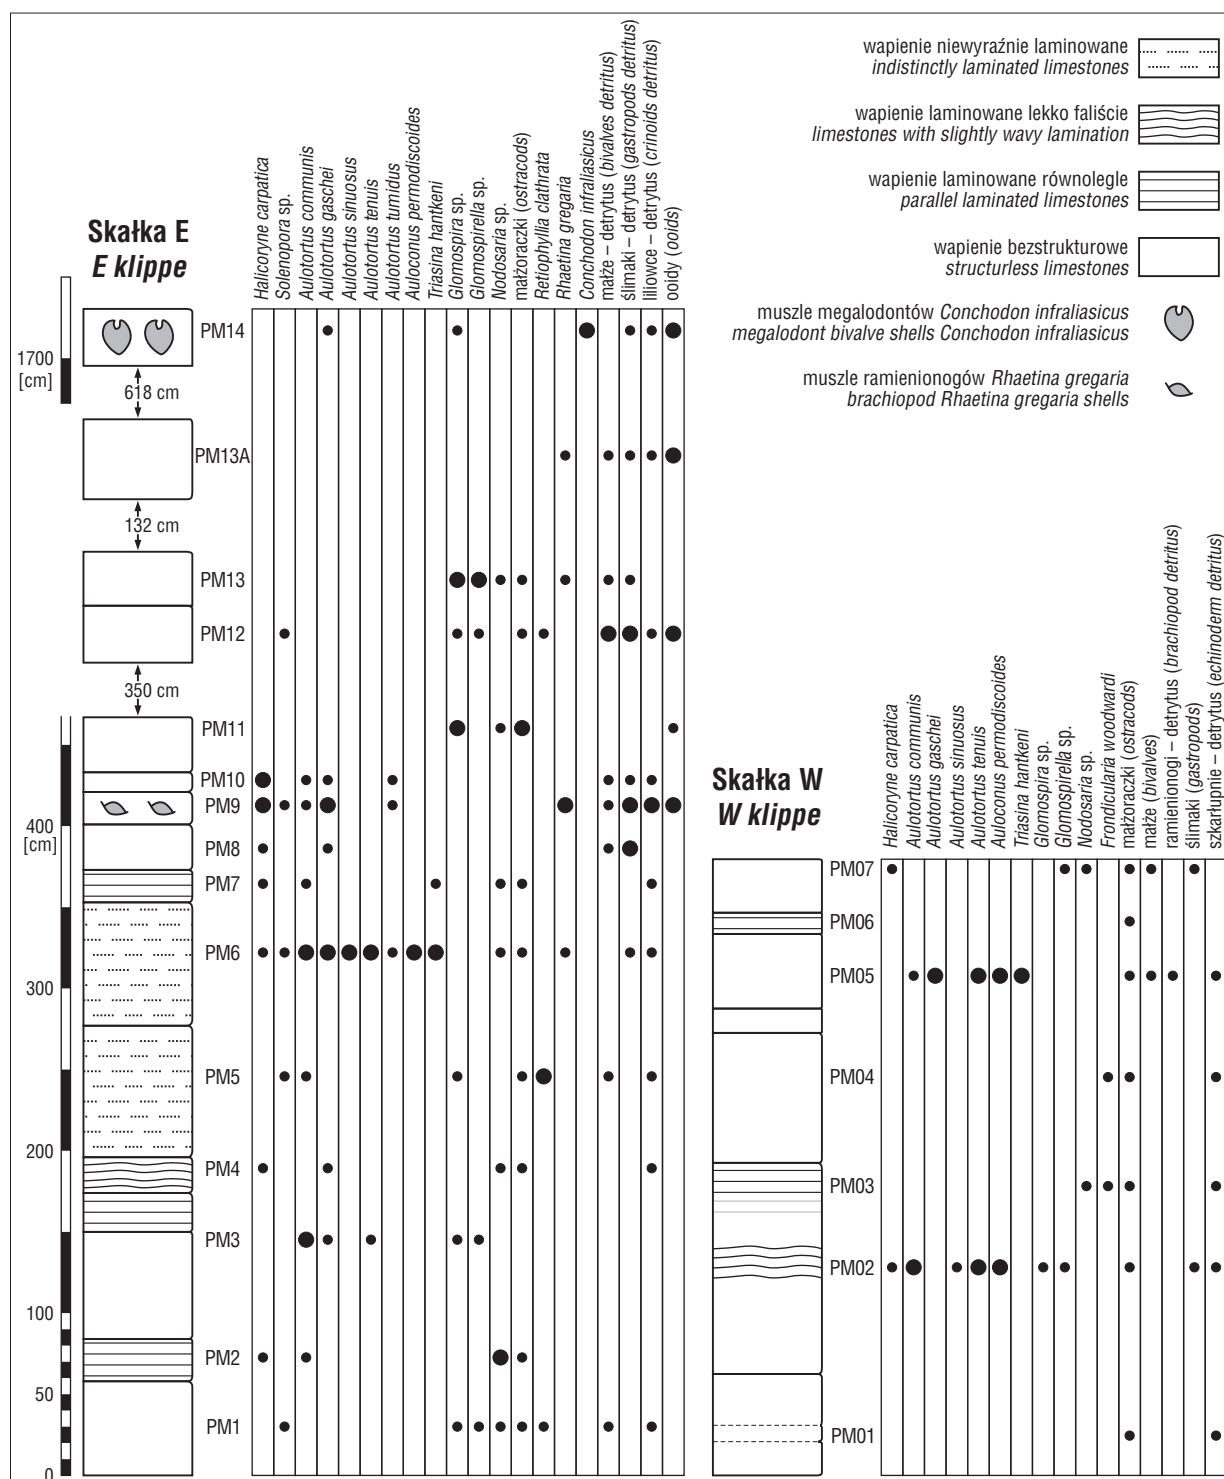 wapienie niewyraźnie laminowane
indistinctly laminated limestones
wapienie laminowane lekko faliście
limestones with slightly wavy lamination
wapienie laminowane równolegle
parallel laminated limestones
wapienie bezstrukturowe
structurless limestones
muszle megalodontów Conchodon infraliasicus
megalodont bivalve shells Conchodon infraliasicus
muszle ramienionogów Rhaetina gregaria
brachiopod Rhaetina gregaria shells
Skałka E
E klippe
Halicoryne carpatica
Solenopora sp.
Aulotortus communis
Aulotortus gaschei
Aulotortus sinuosus
Aulotortus tenuis
Aulotortus tumidus
Auloconus permodiscoides
Triasina hantkeni
Glomospira sp.
Glomospirella sp.
Nodosaria sp.
małżoraczki (ostracods)
Retiophyllia clathrata
Rhaetina gregaria
Conchodon infraliasicus
małże – detrytus (bivalves detritus)
ślimaki – detrytus (gastropods detritus)
liliowce – detrytus (crinoids detritus)
ooidy (ooids)
PM14
1700
[cm]
618 cm
PM13A
132 cm
PM13
PM12
350 cm
PM11
PM10
PM9
400
[cm]
PM8
PM7
PM6
300
PM5
200
PM4
PM3
100
PM2
50
PM1
0
Skałka W
W klippe
Halicoryne carpatica
Aulotortus communis
Aulotortus gaschei
Aulotortus sinuosus
Aulotortus tenuis
Auloconus permodiscoides
Triasina hantkeni
Glomospira sp.
Glomospirella sp.
Nodosaria sp.
Frondicularia woodwardi
małżoraczki (ostracods)
małże (bivalves)
ramienionogi – detrytus (brachiopod detritus)
ślimaki (gastropods)
szkarłupnie – detrytus (echinoderm detritus)
PM07
PM06
PM05
PM04
PM03
PM02
PM01